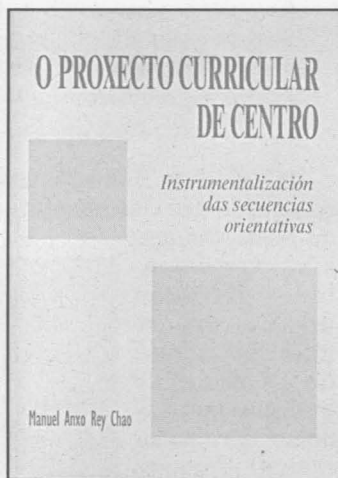 O PROXECTO CURRICULAR
DE CENTRO
Instrumentalización
das secuencias
orientativas
Manuel Anxo Rey Chao